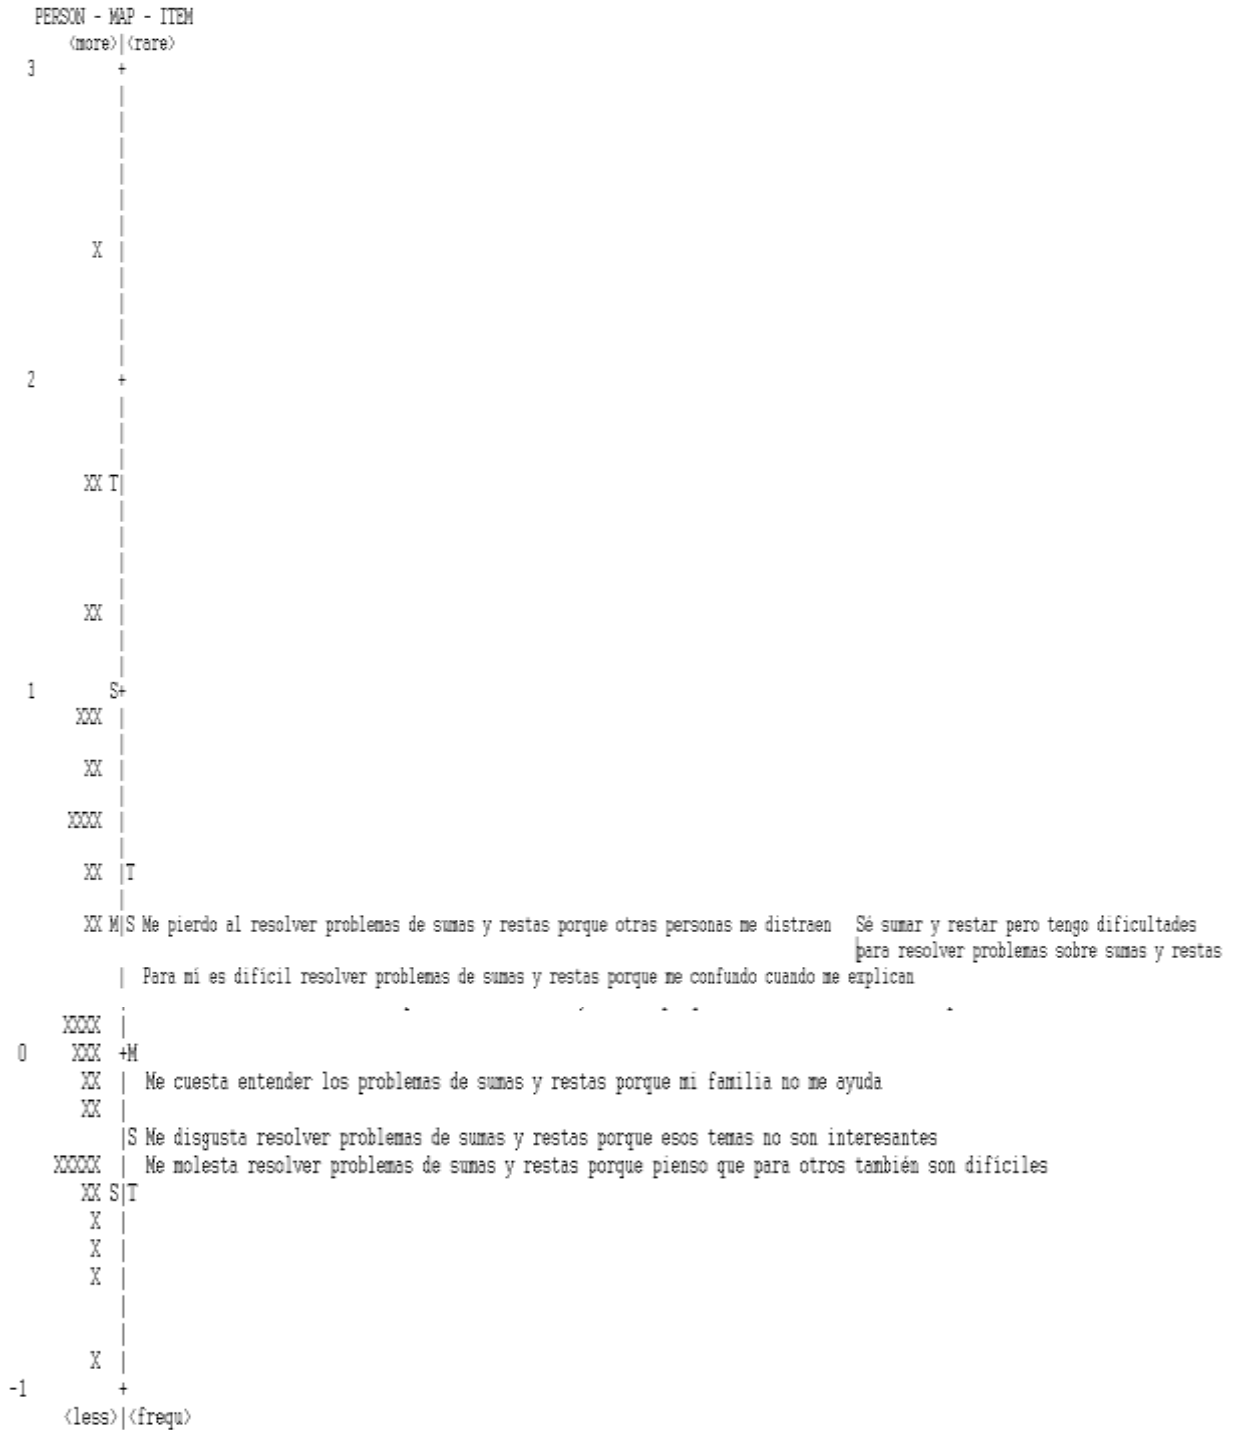 PERSON - MAP - ITEM
<more>|<rare>
3 +
|
|
|
|
|
|
X |
|
|
|
|
2 +
|
|
|
XX T|
|
|
|
|
XX |
|
|
1 S+
XXX |
|
XX |
|
XXXX |
|
XX |T
|
XX M|S Me pierdo al resolver problemas de sumas y restas porque otras personas me distraen Sé sumar y restar pero tengo dificultades
para resolver problemas sobre sumas y restas
| Para mí es difícil resolver problemas de sumas y restas porque me confundo cuando me explican
XXXX |
0 XXX +M
XX | Me cuesta entender los problemas de sumas y restas porque mi familia no me ayuda
XX |
|S Me disgusta resolver problemas de sumas y restas porque esos temas no son interesantes
XXXXX | Me molesta resolver problemas de sumas y restas porque pienso que para otros también son difíciles
XX S|T
X |
X |
X |
|
|
X |
-1 +
<less>|<frequ>